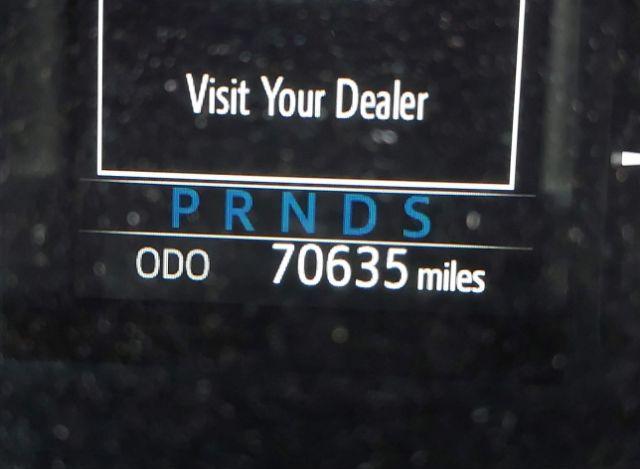 Visit Your Dealer
P R N D S
ODO 70635 miles